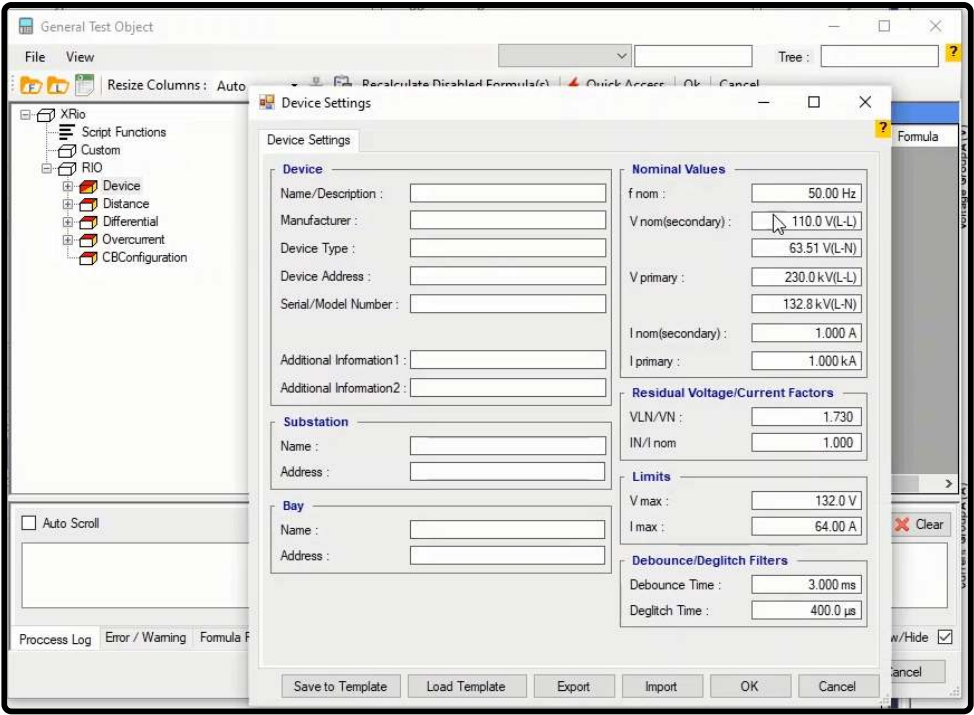 General Test Object
File View Tree :
Resize Columns : Auto Recalculate Disabled Formula(s) Quick Access Ok Cancel
XRio
Script Functions
Custom
RIO
Device
Distance
Differential
Overcurrent
CBConfiguration
Formula
Device Settings
Device Settings
Device
Name/Description :
Manufacturer :
Device Type :
Device Address :
Serial/Model Number :
Additional Information1 :
Additional Information2 :
Substation
Name :
Address :
Bay
Name :
Address :
Nominal Values
f nom : 50.00 Hz
V nom(secondary) : 110.0 V(L-L)
63.51 V(L-N)
V primary : 230.0 kV(L-L)
132.8 kV(L-N)
I nom(secondary) : 1.000 A
I primary : 1.000 kA
Residual Voltage/Current Factors
VLN/VN : 1.730
IN/I nom 1.000
Limits
V max : 132.0 V
I max : 64.00 A
Debounce/Deglitch Filters
Debounce Time : 3.000 ms
Deglitch Time : 400.0 µs
Save to Template Load Template Export Import OK Cancel
Auto Scroll
Clear
Proccess Log Error / Warning Formula